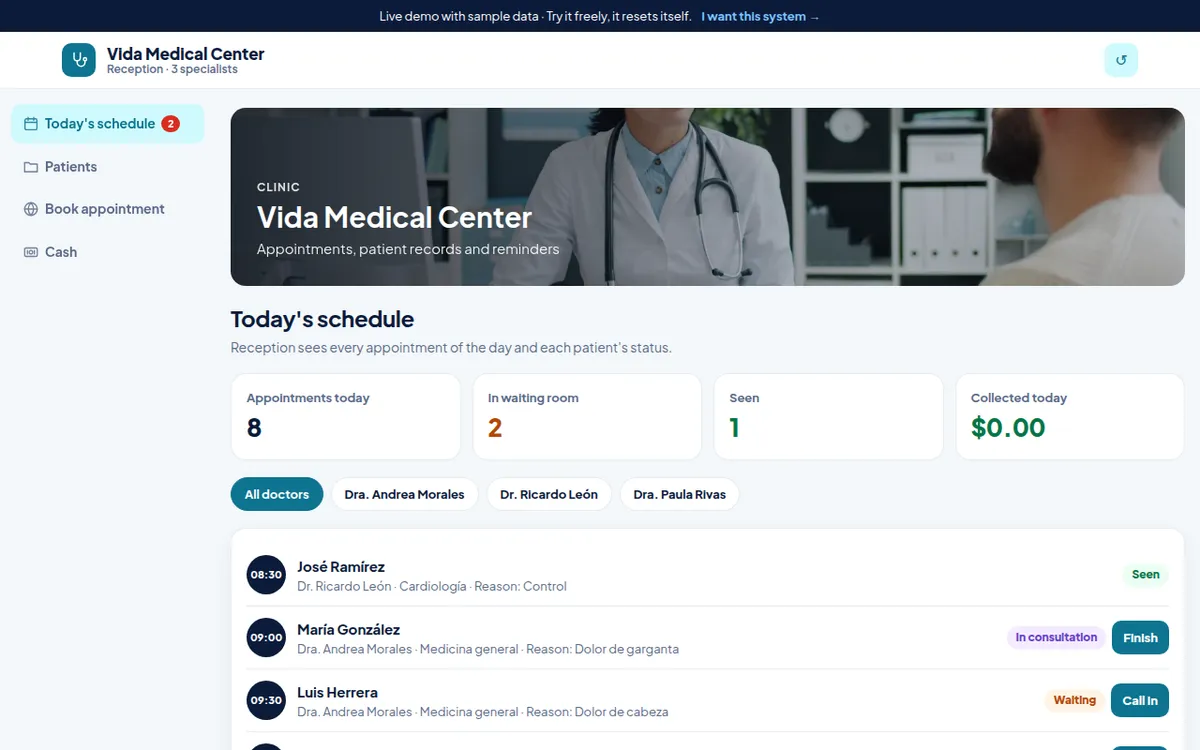 Live demo with sample data · Try it freely, it resets itself. I want this system →
Vida Medical Center
Reception · 3 specialists
↺
Today's schedule 2
Patients
Book appointment
Cash
CLINIC
Vida Medical Center
Appointments, patient records and reminders
Today's schedule
Reception sees every appointment of the day and each patient's status.
Appointments today
8
In waiting room
2
Seen
1
Collected today
$0.00
All doctors
Dra. Andrea Morales
Dr. Ricardo León
Dra. Paula Rivas
08:30
José Ramírez
Dr. Ricardo León · Cardiología · Reason: Control
Seen
09:00
María González
Dra. Andrea Morales · Medicina general · Reason: Dolor de garganta
In consultation
Finish
09:30
Luis Herrera
Dra. Andrea Morales · Medicina general · Reason: Dolor de cabeza
Waiting
Call in